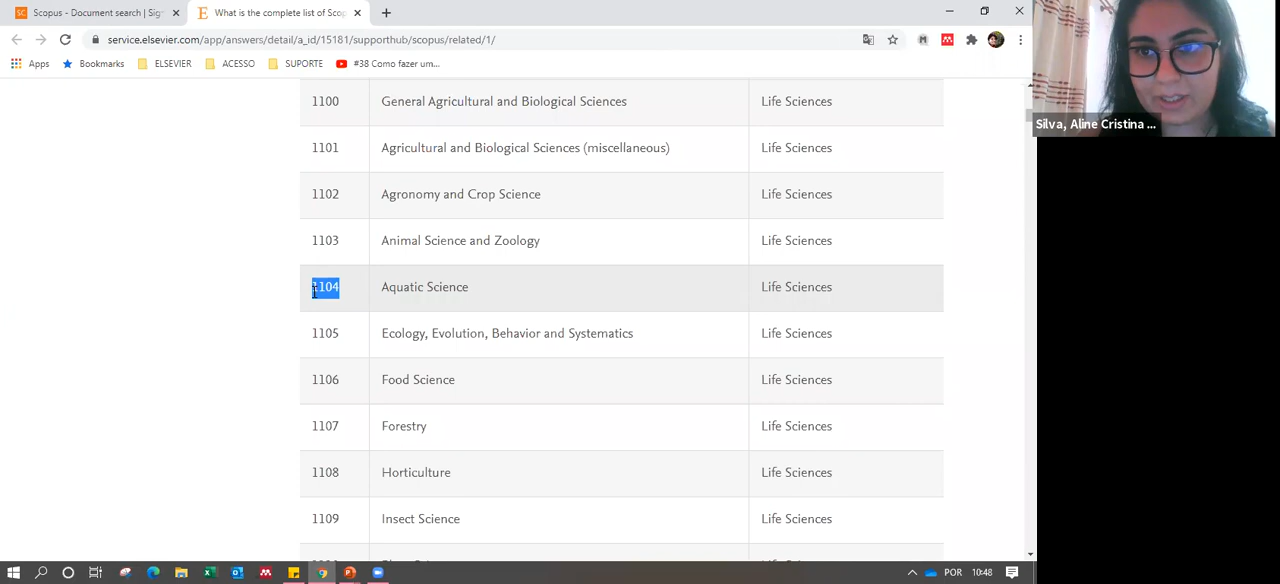 Scopus - Document search | Sig
What is the complete list of Scop
service.elsevier.com/app/answers/detail/a_id/15181/supporthub/scopus/related/1/
Apps
Bookmarks
ELSEVIER
ACESSO
SUPORTE
#38 Como fazer um...
Silva, Aline Cristina ...
1100 General Agricultural and Biological Sciences Life Sciences
1101 Agricultural and Biological Sciences (miscellaneous) Life Sciences
1102 Agronomy and Crop Science Life Sciences
1103 Animal Science and Zoology Life Sciences
1104 Aquatic Science Life Sciences
1105 Ecology, Evolution, Behavior and Systematics Life Sciences
1106 Food Science Life Sciences
1107 Forestry Life Sciences
1108 Horticulture Life Sciences
1109 Insect Science Life Sciences
POR
10:48